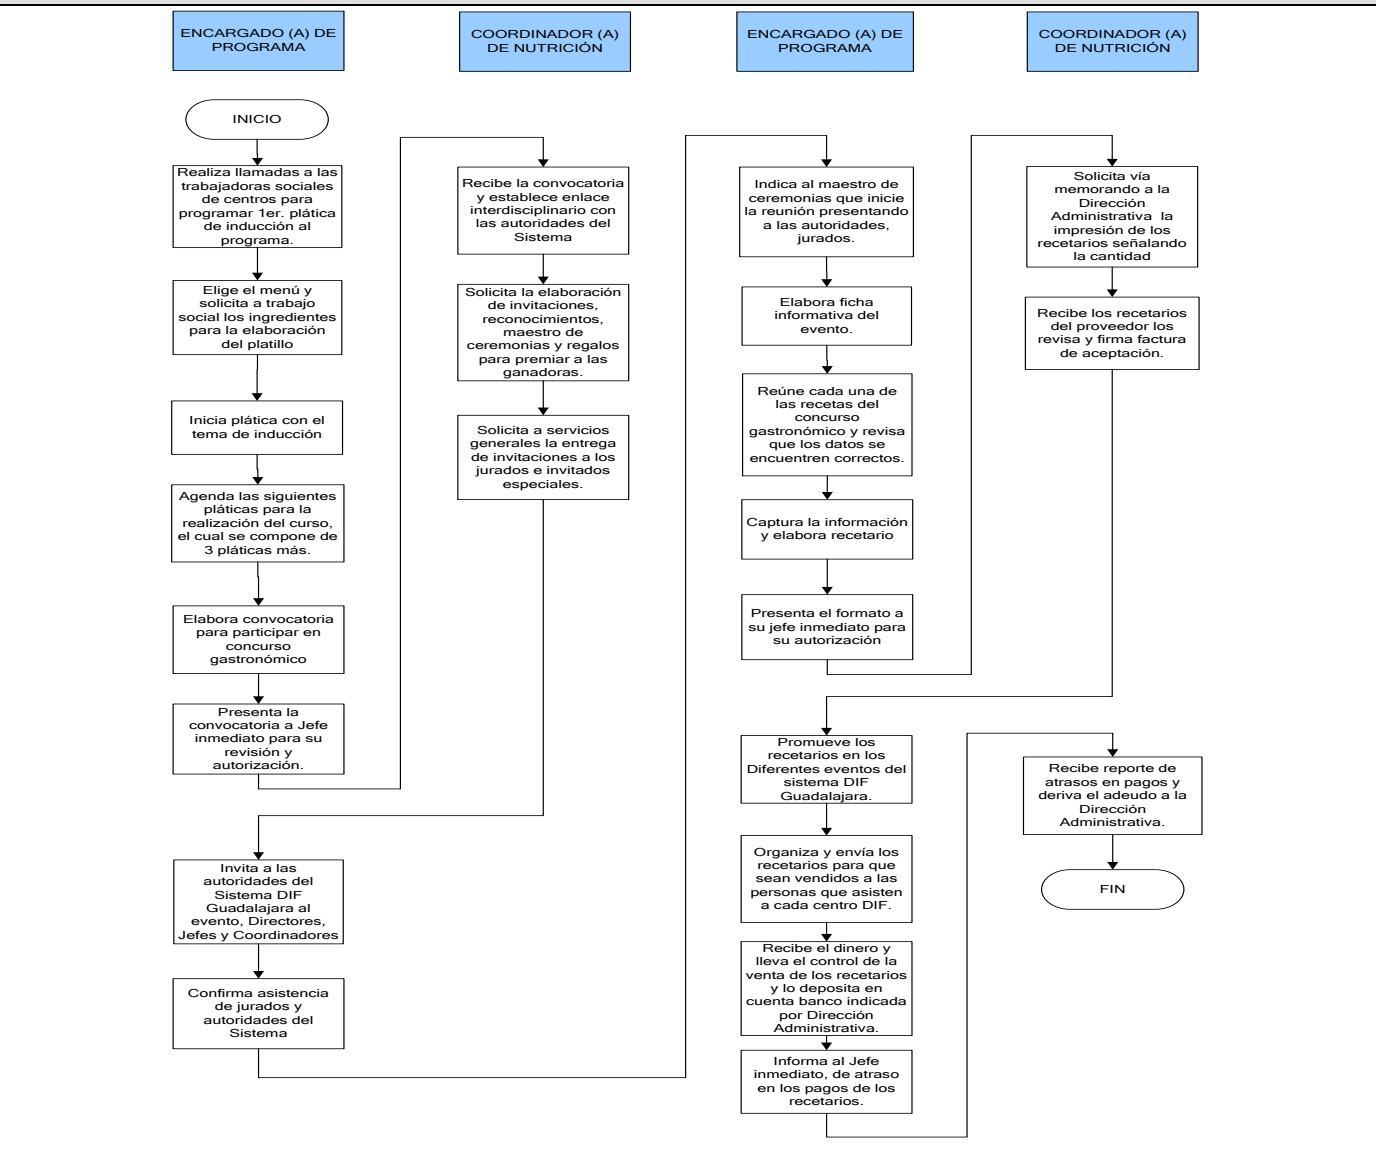 ENCARGADO (A) DE
PROGRAMA
COORDINADOR (A)
DE NUTRICIÓN
ENCARGADO (A) DE
PROGRAMA
COORDINADOR (A)
DE NUTRICIÓN
INICIO
Realiza llamadas a las
trabajadoras sociales
de centros para
programar 1er. plática
de inducción al
programa.
Elige el menú y
solicita a trabajo
social los ingredientes
para la elaboración
del platillo
Inicia plática con el
tema de inducción
Agenda las siguientes
pláticas para la
realización del curso,
el cual se compone de
3 pláticas más.
Elabora convocatoria
para participar en
concurso
gastronómico
Presenta la
convocatoria a Jefe
inmediato para su
revisión y
autorización.
Recibe la convocatoria
y establece enlace
interdisciplinario con
las autoridades del
Sistema
Solicita la elaboración
de invitaciones,
reconocimientos,
maestro de
ceremonias y regalos
para premiar a las
ganadoras.
Solicita a servicios
generales la entrega
de invitaciones a los
jurados e invitados
especiales.
Invita a las
autoridades del
Sistema DIF
Guadalajara al
evento, Directores,
Jefes y Coordinadores
Confirma asistencia
de jurados y
autoridades del
Sistema
Indica al maestro de
ceremonias que inicie
la reunión presentando
a las autoridades,
jurados.
Elabora ficha
informativa del
evento.
Reúne cada una de
las recetas del
concurso
gastronómico y revisa
que los datos se
encuentren correctos.
Captura la información
y elabora recetario
Presenta el formato a
su jefe inmediato para
su autorización
Solicita vía
memorando a la
Dirección
Administrativa la
impresión de los
recetarios señalando
la cantidad
Recibe los recetarios
del proveedor los
revisa y firma factura
de aceptación.
Promueve los
recetarios en los
Diferentes eventos del
sistema DIF
Guadalajara.
Organiza y envía los
recetarios para que
sean vendidos a las
personas que asisten
a cada centro DIF.
Recibe el dinero y
lleva el control de la
venta de los recetarios
y lo deposita en
cuenta banco indicada
por Dirección
Administrativa.
Informa al Jefe
inmediato, de atraso
en los pagos de los
recetarios.
Recibe reporte de
atrasos en pagos y
deriva el adeudo a la
Dirección
Administrativa.
FIN